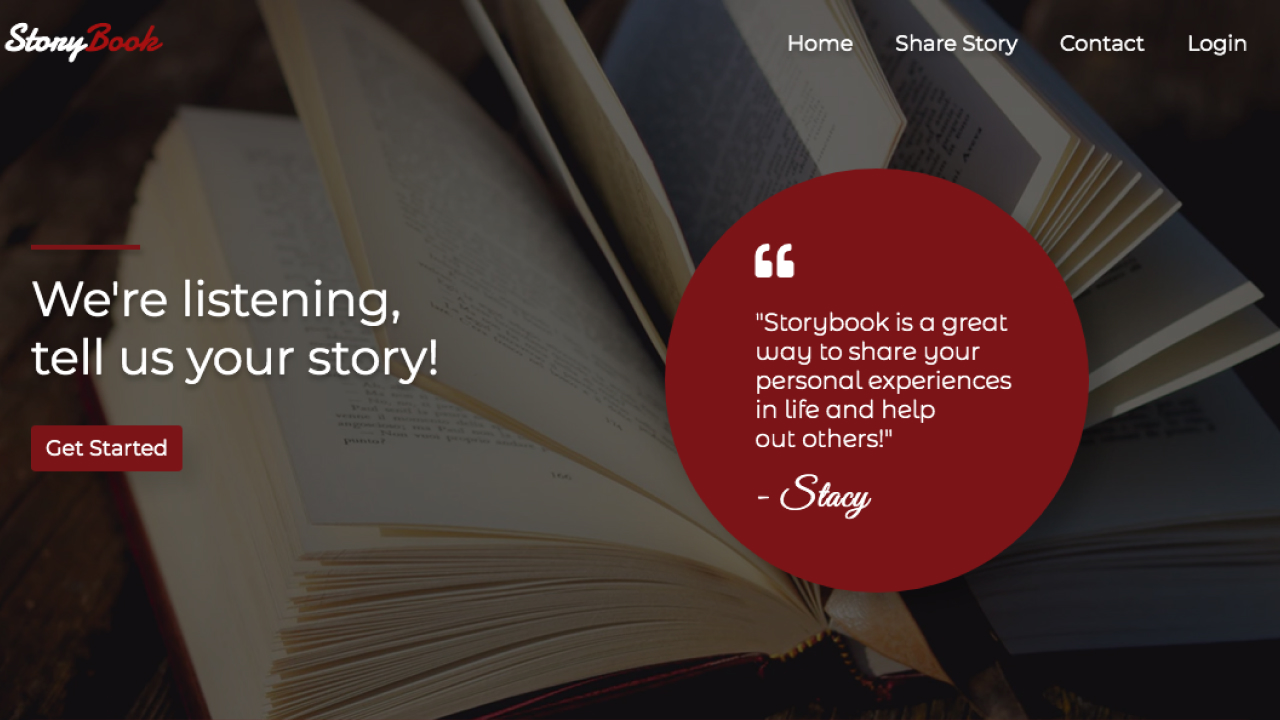 StoryBook
Home Share Story Contact Login
We're listening,
tell us your story!
Get Started
"Storybook is a great
way to share your
personal experiences
in life and help
out others!"
- Stacy